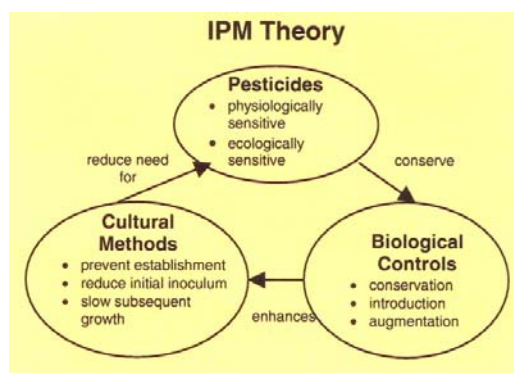 IPM Theory
Pesticides
• physiologically
sensitive
• ecologically
sensitive
reduce need
for
conserve
Cultural
Methods
• prevent establishment
• reduce initial inoculum
• slow subsequent
growth
Biological
Controls
• conservation
• introduction
• augmentation
enhances